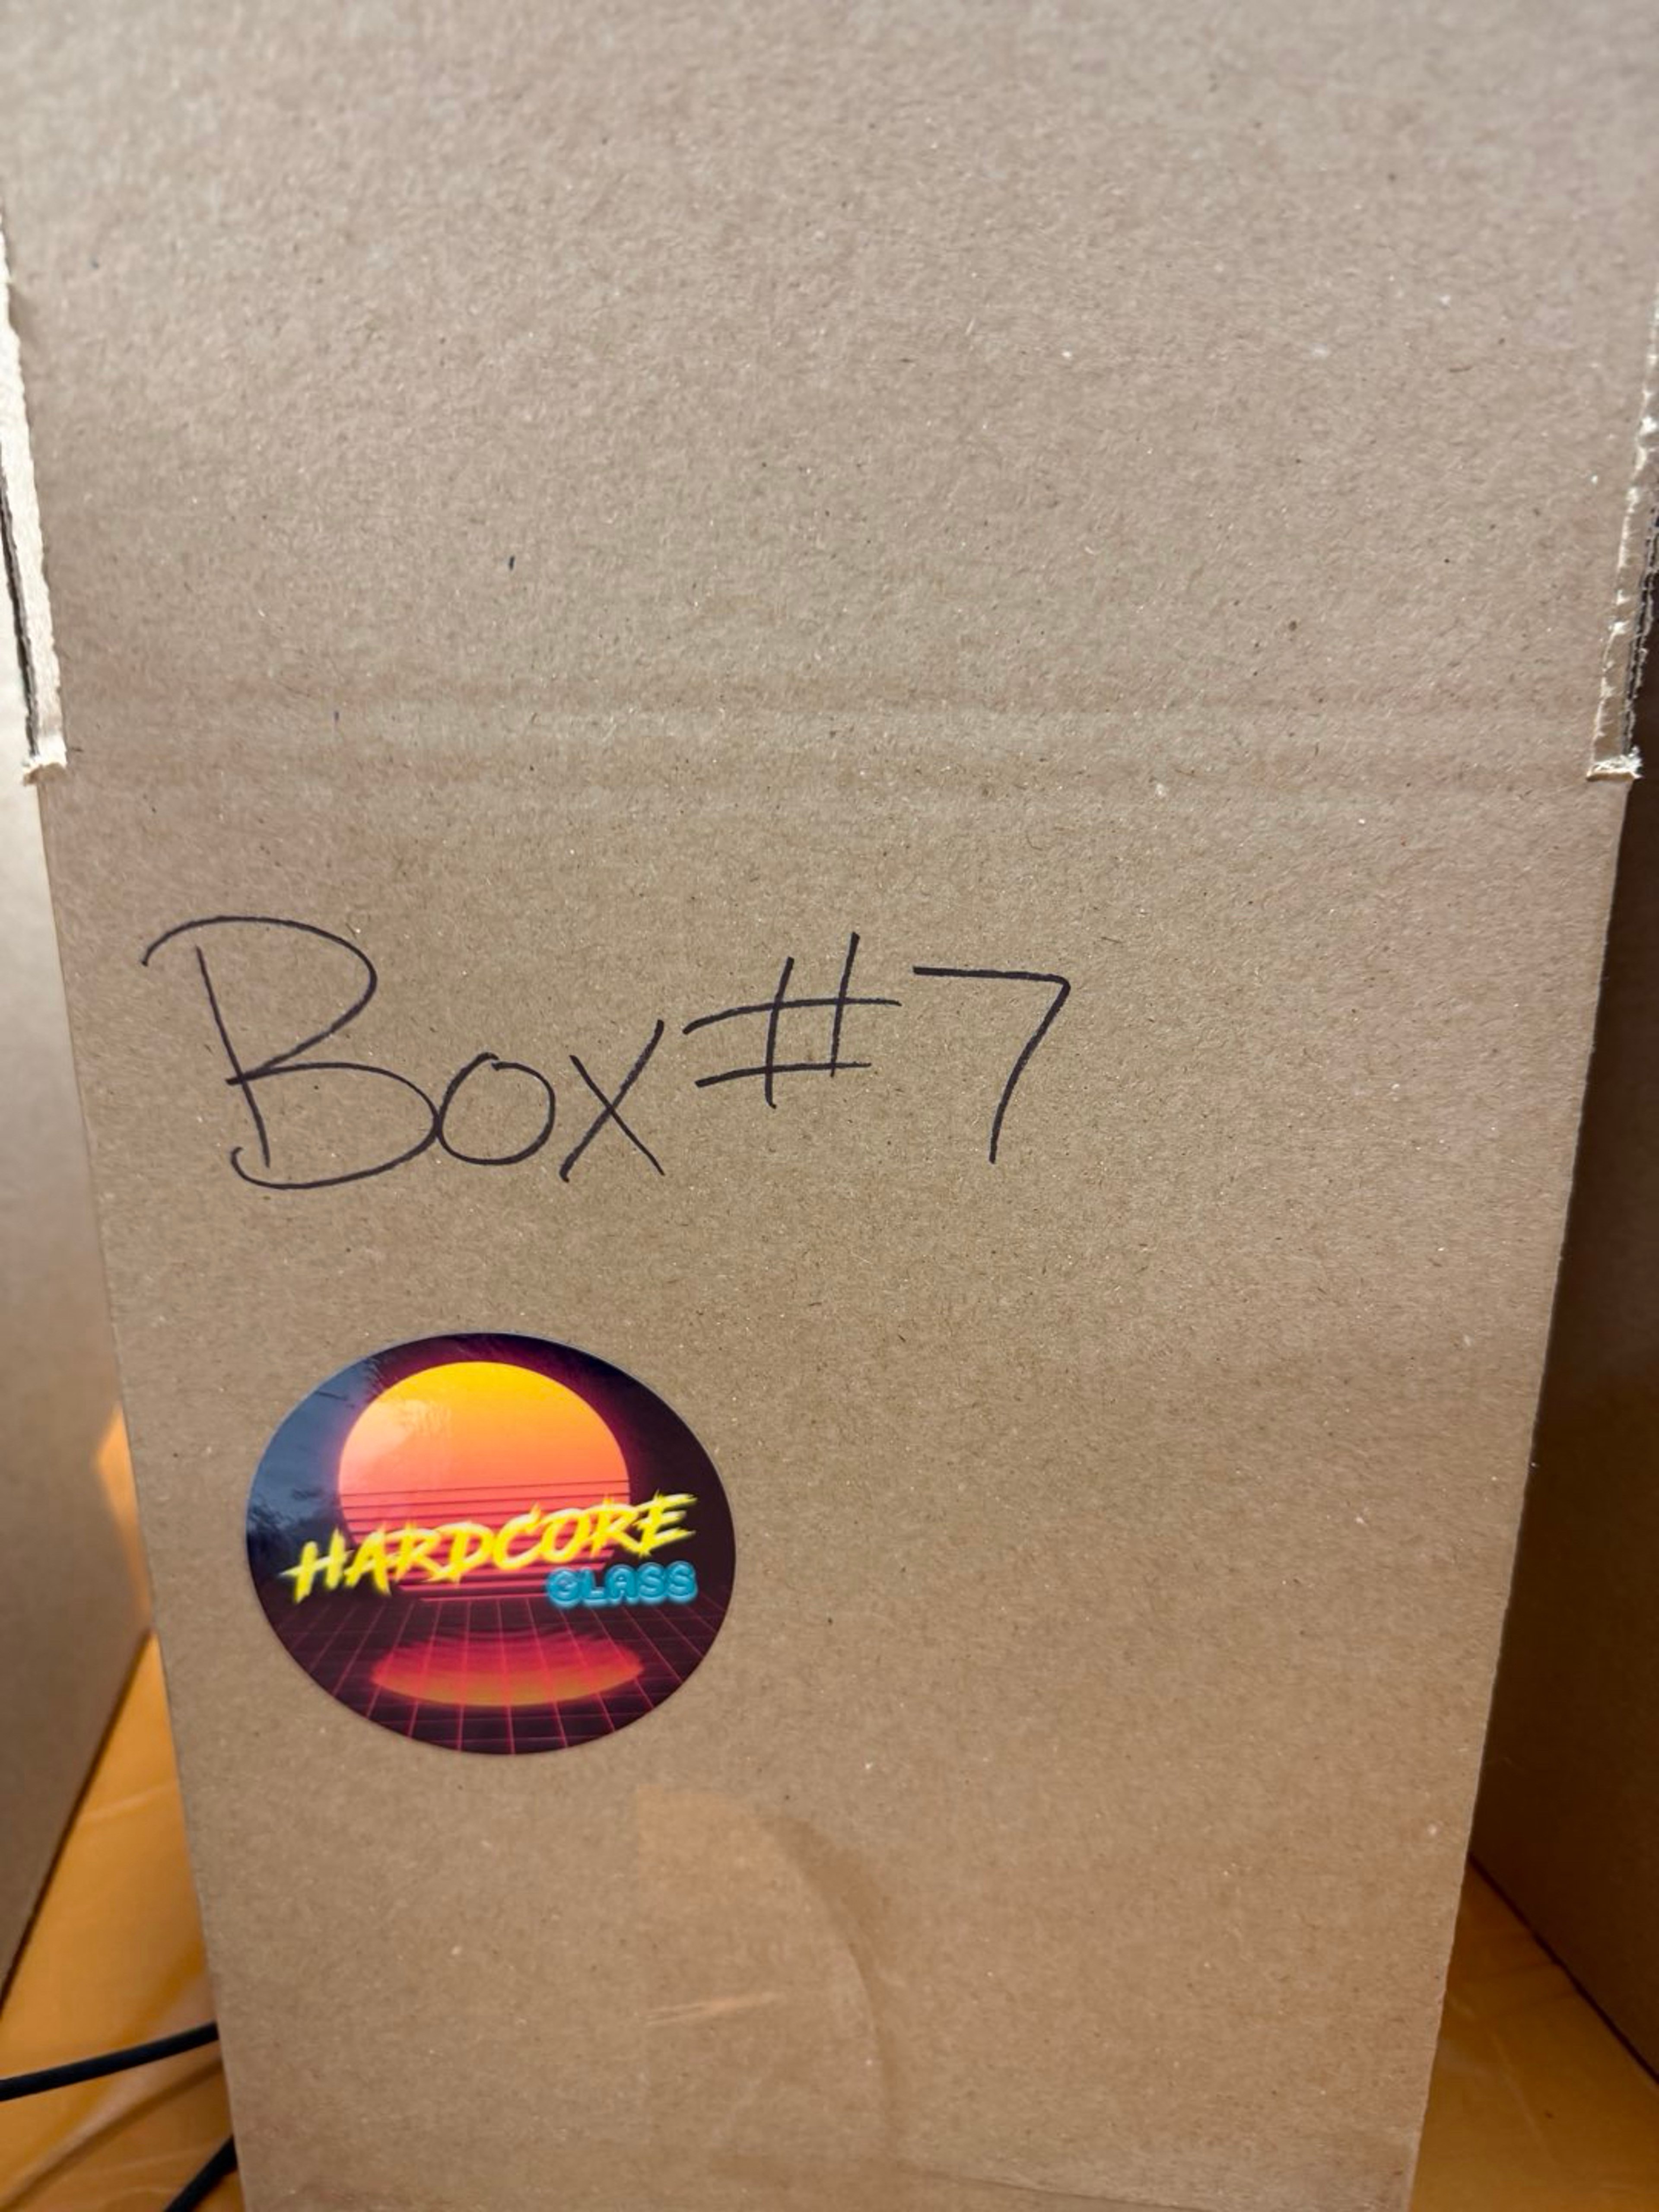 Box #7
HARDCORE
GLASS